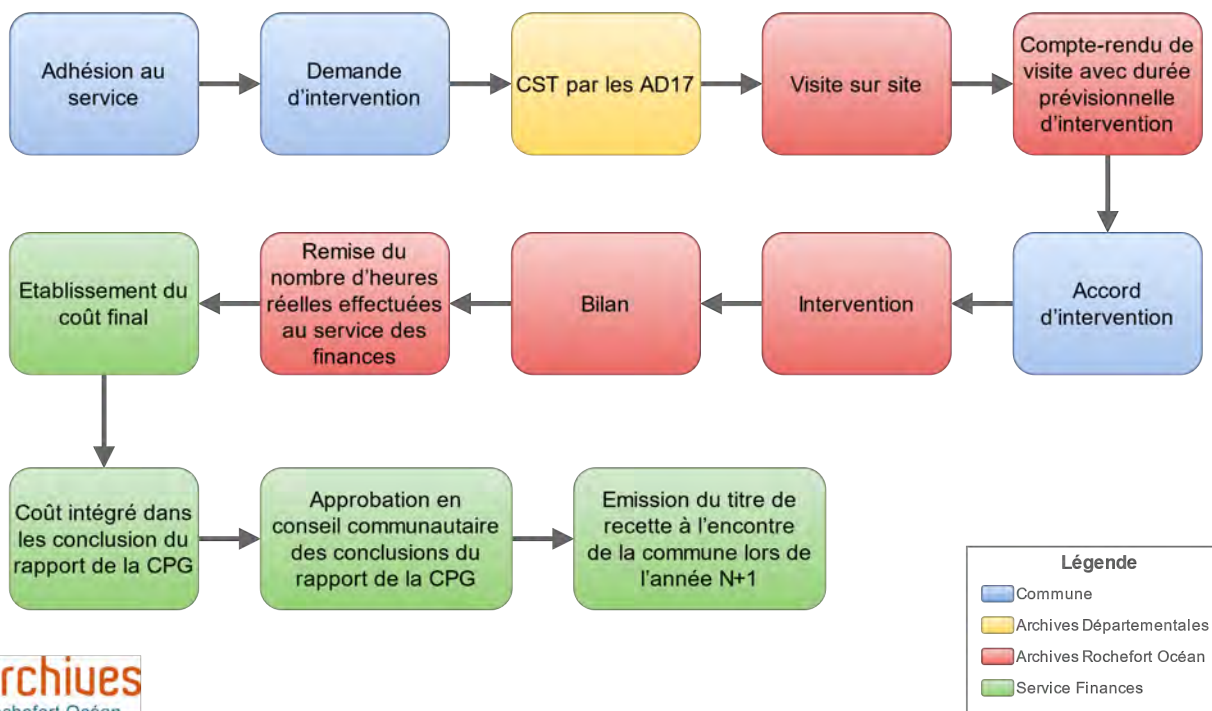 Adhésion au
service
Demande
d'intervention
CST par les AD17
Visite sur site
Compte-rendu de
visite avec durée
prévisionnelle
d'intervention
Accord
d'intervention
Intervention
Bilan
Remise du
nombre d'heures
réelles effectuées
au service des
finances
Etablissement du
coût final
Coût intégré dans
les conclusion du
rapport de la CPG
Approbation en
conseil communautaire
des conclusions du
rapport de la CPG
Emission du titre de
recette à l'encontre
de la commune lors de
l'année N+1
Légende
Commune
Archives Départementales
Archives Rochefort Océan
Service Finances
rchives
chefort Océan